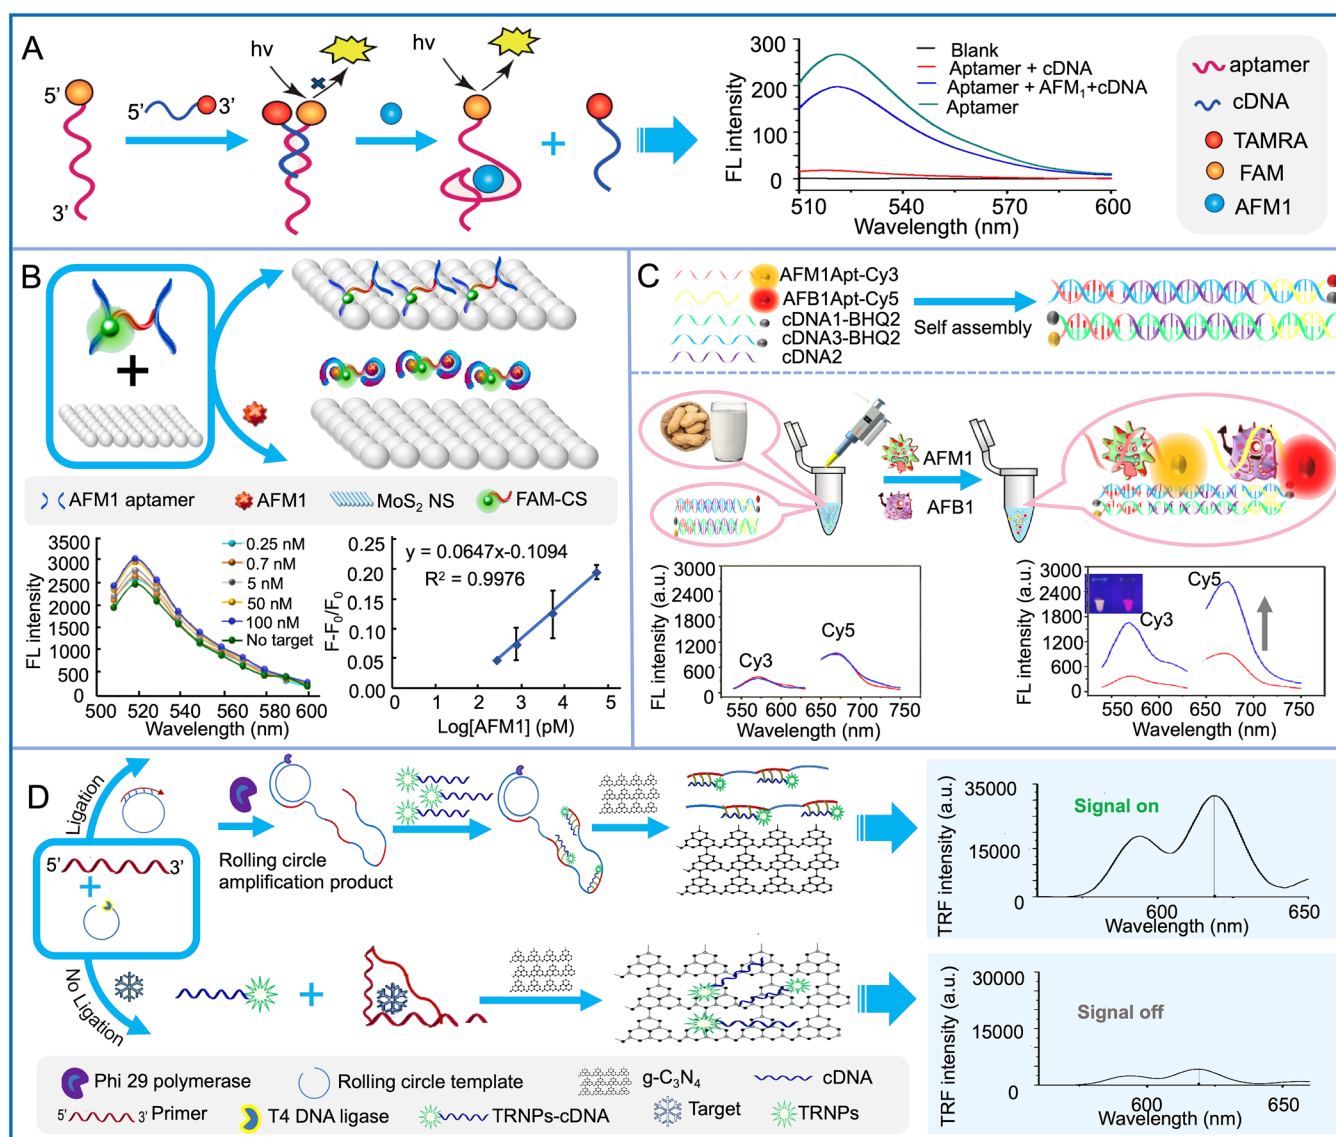 A
5'
3'
5'
3'
hv
hv
300
200
100
0
FL intensity
510
540
570
600
Wavelength (nm)
Blank
Aptamer + cDNA
Aptamer + AFM₁+cDNA
Aptamer
aptamer
cDNA
TAMRA
FAM
AFM1
B
AFM1 aptamer
AFM1
MoS₂ NS
FAM-CS
3500
3000
2500
2000
1500
1000
500
0
FL intensity
500 520 540 560 580 600
Wavelength (nm)
0.25 nM
0.7 nM
5 nM
50 nM
100 nM
No target
0.25
0.20
0.15
0.10
0.05
0.00
F-F₀/F₀
y = 0.0647x-0.1094
R² = 0.9976
0 1 2 3 4 5
Log[AFM1] (pM)
C
AFM1Apt-Cy3
AFB1Apt-Cy5
cDNA1-BHQ2
cDNA3-BHQ2
cDNA2
Self assembly
AFM1
AFB1
FL intensity (a.u.)
3000
2400
1800
1200
600
0
Cy3
Cy5
550 600 650 700 750
Wavelength (nm)
FL intensity (a.u.)
3000
2400
1800
1200
600
0
Cy3
Cy5
550 600 650 700 750
Wavelength (nm)
D
Ligation
5'
3'
No Ligation
Rolling circle
amplification product
TRF intensity (a.u.)
35000
15000
0
Signal on
600
650
Wavelength (nm)
TRF intensity (a.u.)
30000
15000
0
Signal off
600
650
Wavelength (nm)
Phi 29 polymerase
Rolling circle template
g-C₃N₄
cDNA
5'
3'
Primer
T4 DNA ligase
TRNPs-cDNA
Target
TRNPs